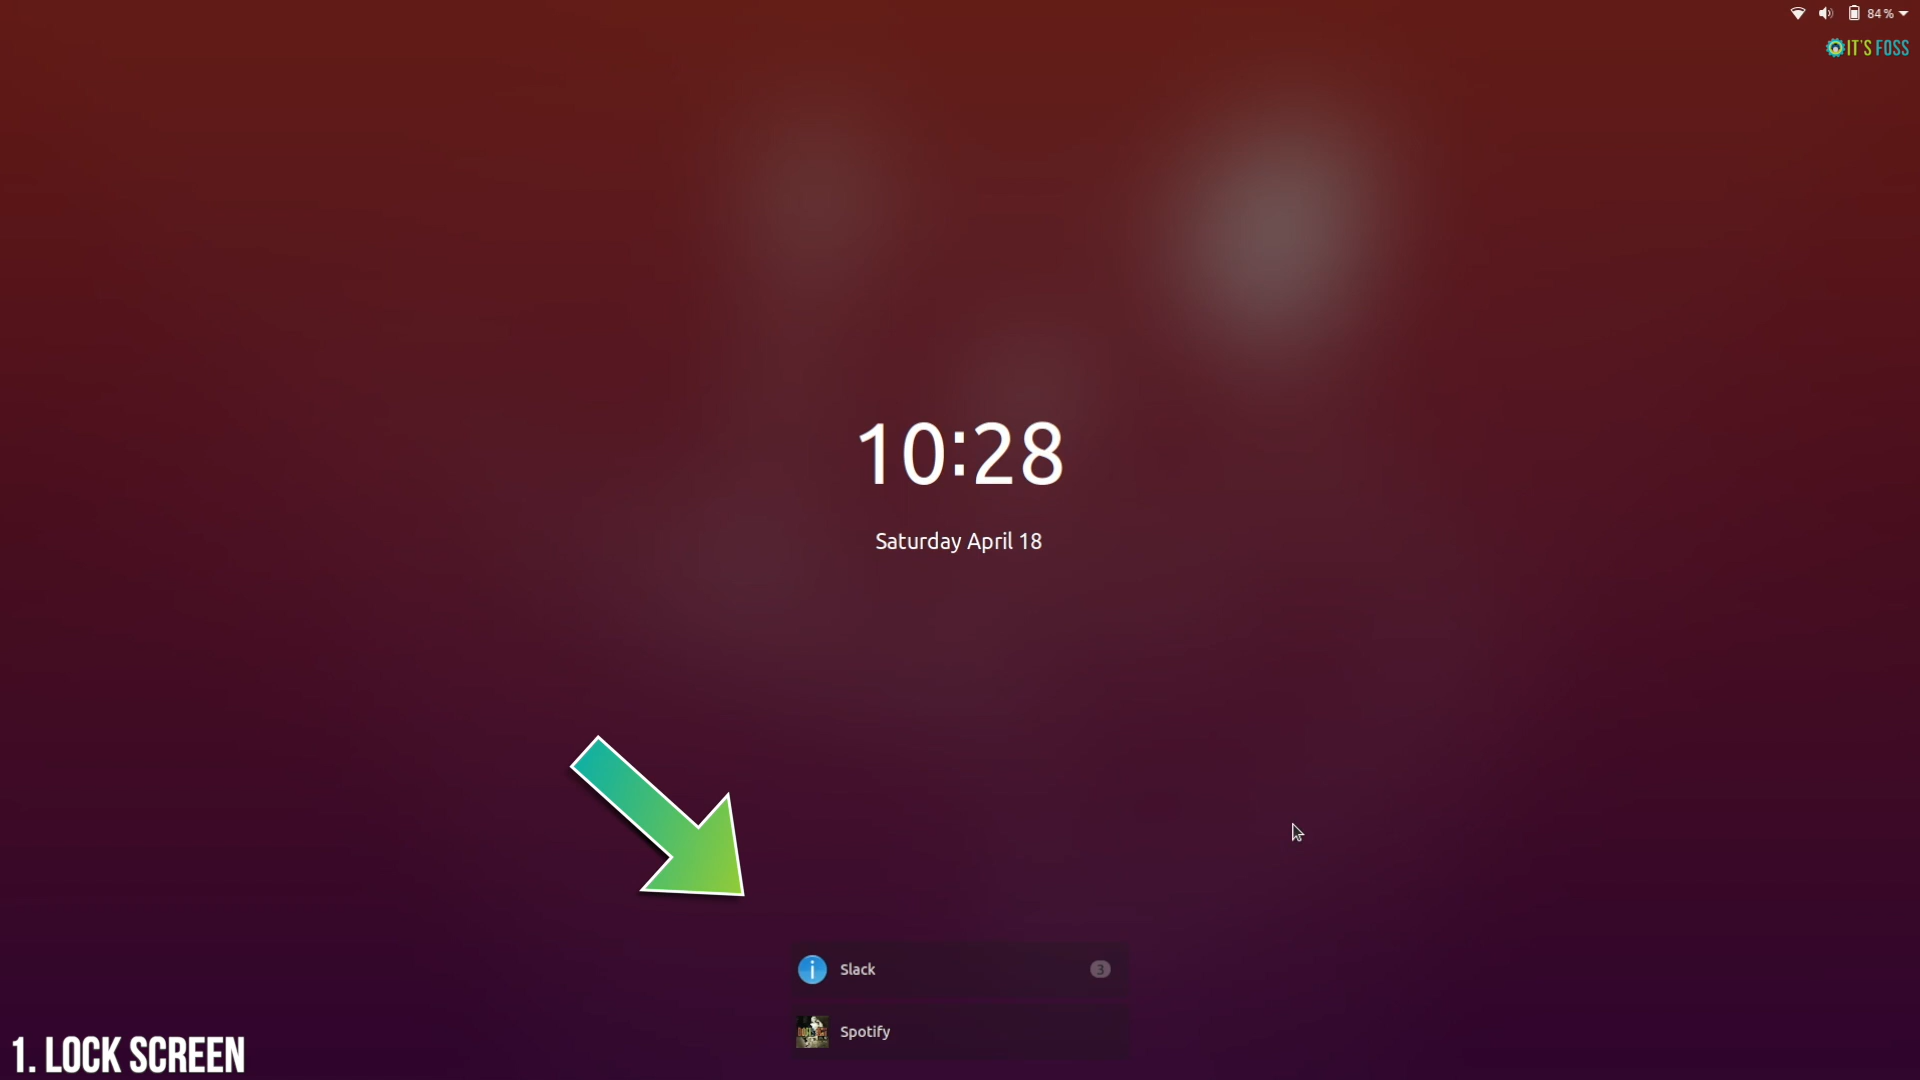 84 %
IT'S FOSS
10:28
Saturday April 18
Slack
3
Spotify
1. LOCK SCREEN